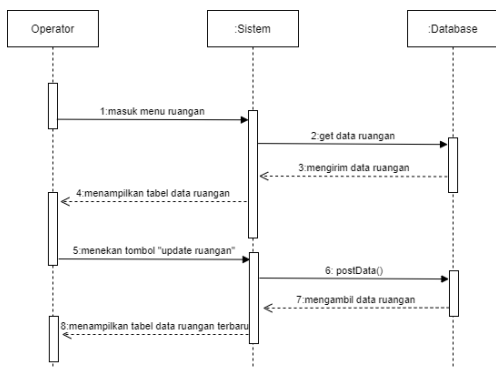 Operator
:Sistem
:Database
1:masuk menu ruangan
2:get data ruangan
3:mengirim data ruangan
4:menampilkan tabel data ruangan
5:menekan tombol "update ruangan"
6: postData()
7:mengambil data ruangan
8:menampilkan tabel data ruangan terbaru